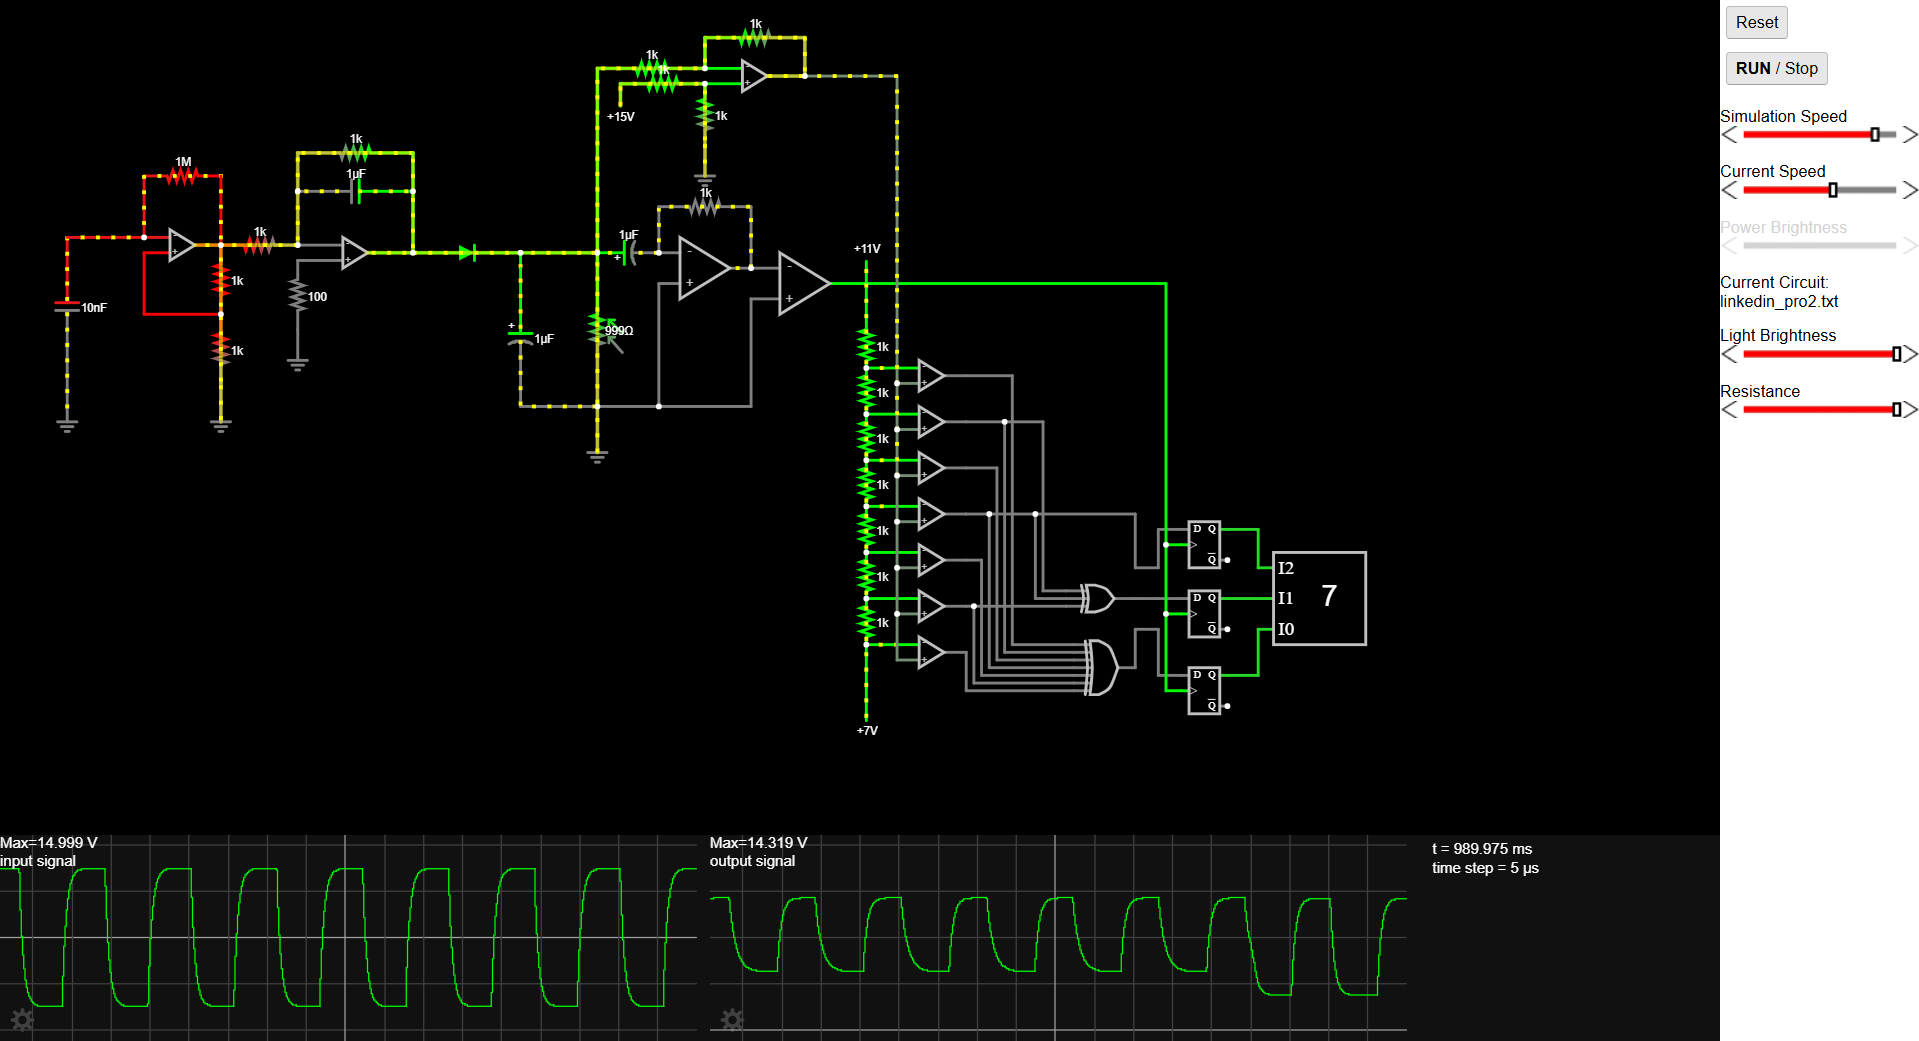 Reset
RUN / Stop
Simulation Speed
Current Speed
Power Brightness
Current Circuit:
linkedin_pro2.txt
Light Brightness
Resistance
1k
1k
1k
+15V
1k
1k
1µF
1M
1k
1k
10nF
1k
100
1µF
1k
999Ω
1µF
+11V
1k
1k
1k
1k
1k
1k
1k
+7V
D Q
Q
D Q
Q
D Q
Q
I2
I1
I0
7
Max=14.999 V
input signal
Max=14.319 V
output signal
t = 989.975 ms
time step = 5 µs